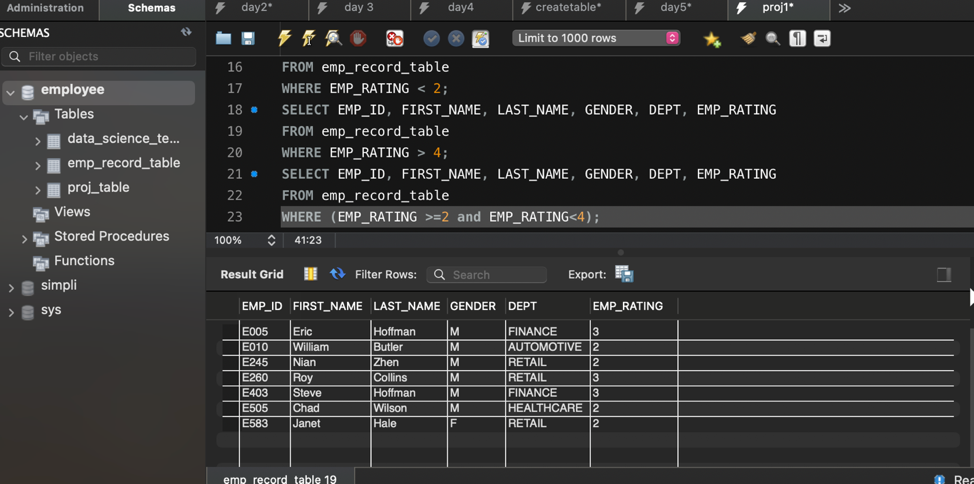 Administration Schemas day2* day 3 day4 createtable* day5* proj1*
SCHEMAS
Filter objects
Limit to 1000 rows
employee
Tables
data_science_te...
emp_record_table
proj_table
Views
Stored Procedures
Functions
simpli
sys
16 FROM emp_record_table
17 WHERE EMP_RATING < 2;
18 SELECT EMP_ID, FIRST_NAME, LAST_NAME, GENDER, DEPT, EMP_RATING
19 FROM emp_record_table
20 WHERE EMP_RATING > 4;
21 SELECT EMP_ID, FIRST_NAME, LAST_NAME, GENDER, DEPT, EMP_RATING
22 FROM emp_record_table
23 WHERE (EMP_RATING >=2 and EMP_RATING<4);
100% 41:23
Result Grid Filter Rows: Search Export:
EMP_ID FIRST_NAME LAST_NAME GENDER DEPT EMP_RATING
E005 Eric Hoffman M FINANCE 3
E010 William Butler M AUTOMOTIVE 2
E245 Nian Zhen M RETAIL 2
E260 Roy Collins M RETAIL 3
E403 Steve Hoffman M FINANCE 3
E505 Chad Wilson M HEALTHCARE 2
E583 Janet Hale F RETAIL 2
emp_record_table 19